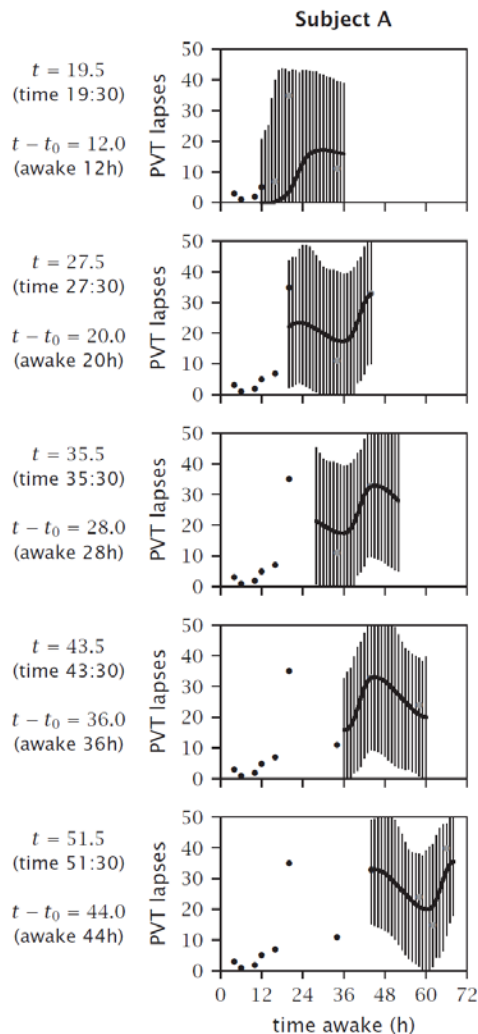 Subject A
t = 19.5
(time 19:30)
t − t₀ = 12.0
(awake 12h)
PVT lapses
50
40
30
20
10
0
t = 27.5
(time 27:30)
t − t₀ = 20.0
(awake 20h)
PVT lapses
50
40
30
20
10
0
t = 35.5
(time 35:30)
t − t₀ = 28.0
(awake 28h)
PVT lapses
50
40
30
20
10
0
t = 43.5
(time 43:30)
t − t₀ = 36.0
(awake 36h)
PVT lapses
50
40
30
20
10
0
t = 51.5
(time 51:30)
t − t₀ = 44.0
(awake 44h)
PVT lapses
50
40
30
20
10
0
0 12 24 36 48 60 72
time awake (h)